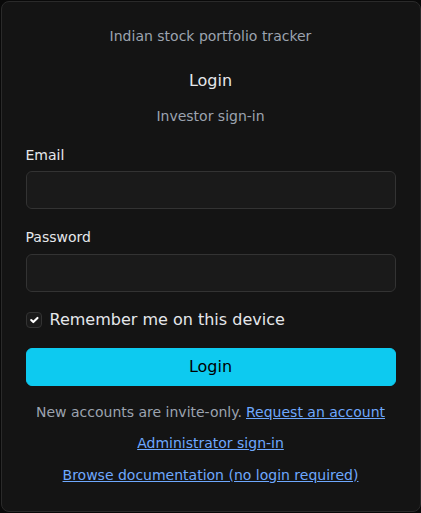 Indian stock portfolio tracker
Login
Investor sign-in
Email
Password
Remember me on this device
Login
New accounts are invite-only. Request an account
Administrator sign-in
Browse documentation (no login required)